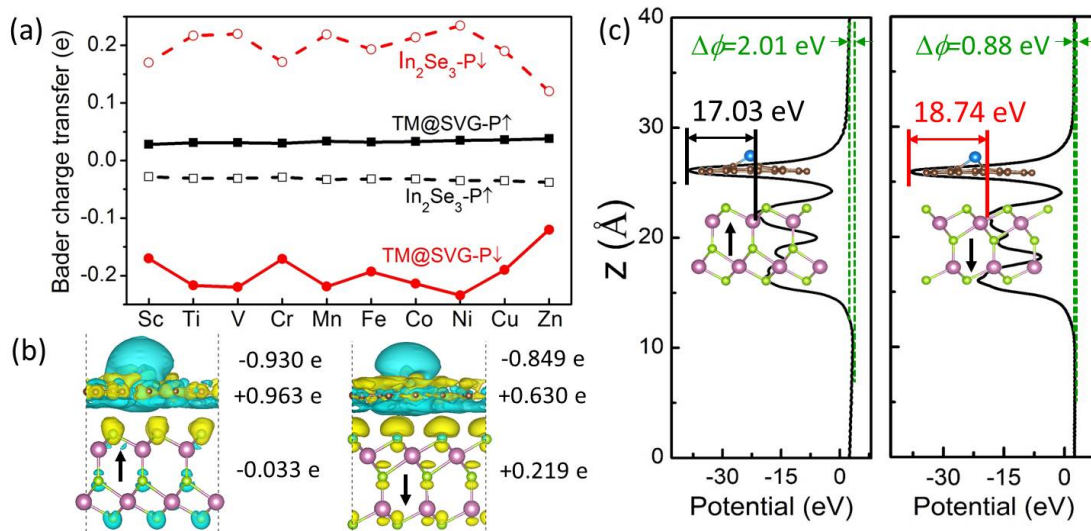 (a)
Bader charge transfer (e)
0.2
0.1
0.0
-0.1
-0.2
In₂Se₃-P↓
TM@SVG-P↑
In₂Se₃-P↑
TM@SVG-P↓
Sc Ti V Cr Mn Fe Co Ni Cu Zn
(b)
-0.930 e
+0.963 e
-0.033 e
-0.849 e
+0.630 e
+0.219 e
(c)
Z (Å)
40
30
20
10
0
Δϕ=2.01 eV
17.03 eV
-30 -15 0
Potential (eV)
Δϕ=0.88 eV
18.74 eV
-30 -15 0
Potential (eV)